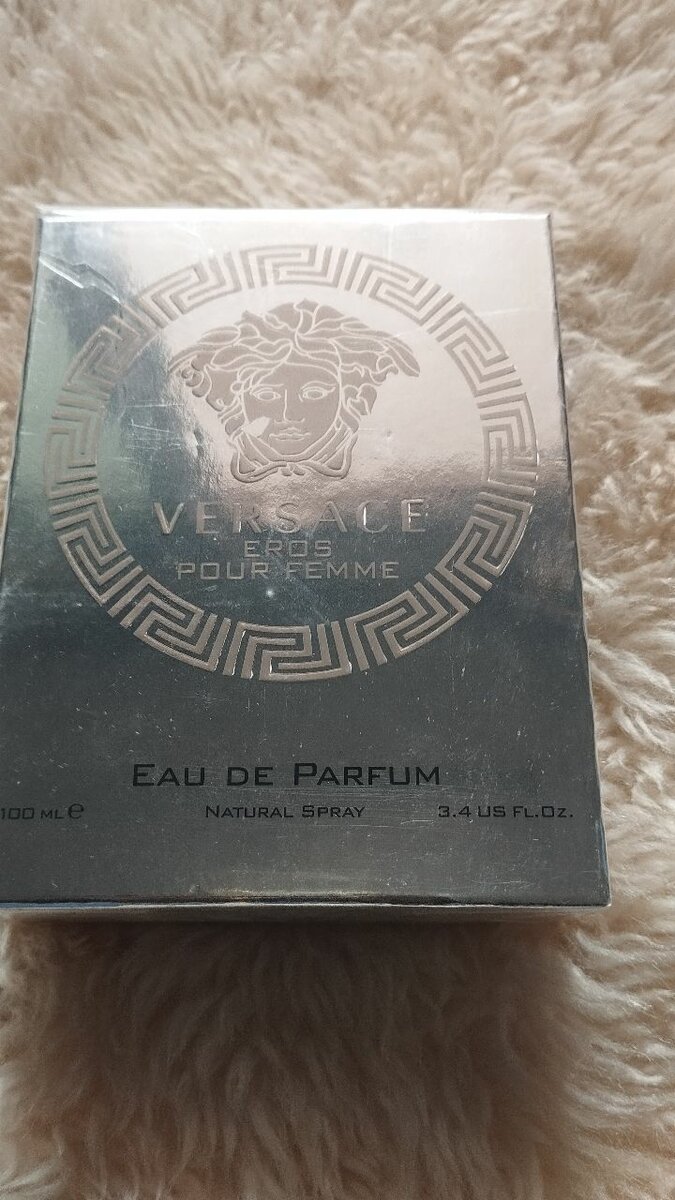 VERSACE
EROS
POUR FEMME
EAU DE PARFUM
100 ML e NATURAL SPRAY 3.4 US FL.OZ.